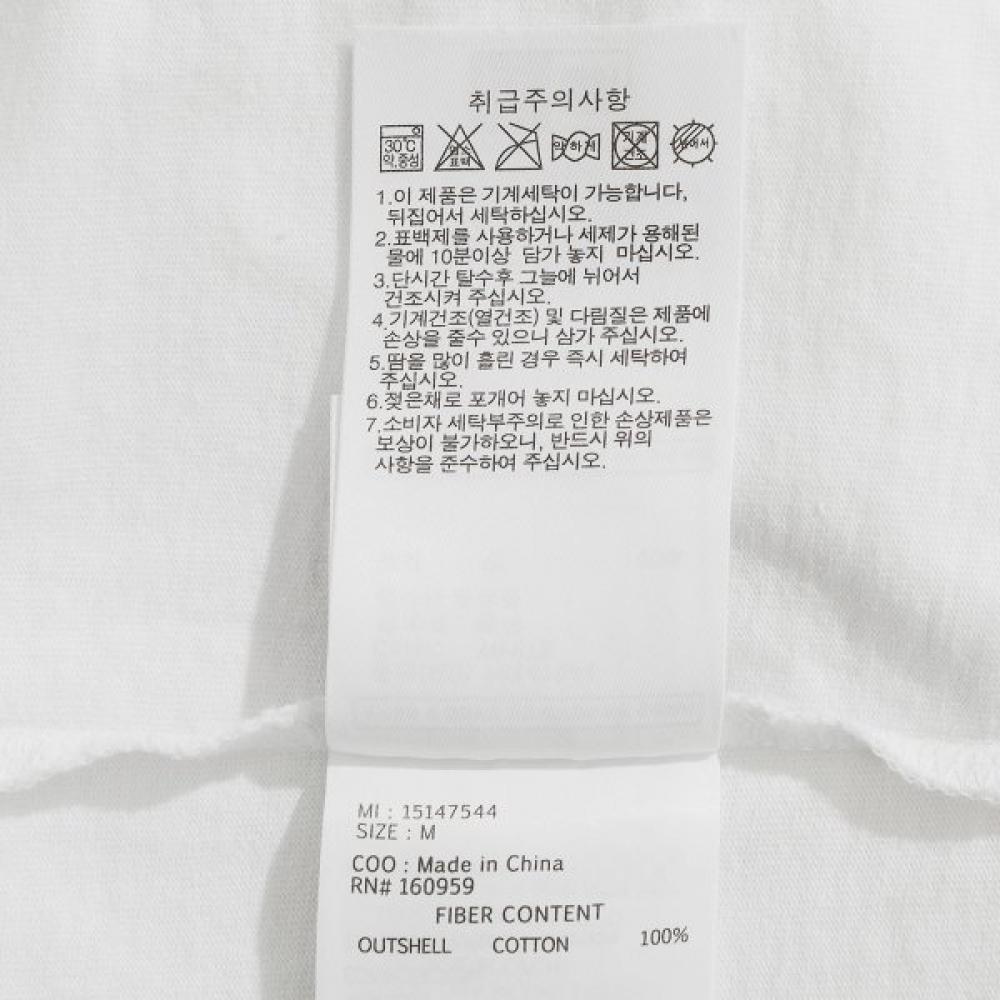 취급주의사항
30℃
약.중성
염소
표백
약하게
기계
건조
뉘어서
1.이 제품은 기계세탁이 가능합니다,
뒤집어서 세탁하십시오.
2.표백제를 사용하거나 세제가 용해된
물에 10분이상 담가 놓지 마십시오.
3.단시간 탈수후 그늘에 뉘어서
건조시켜 주십시오.
4.기계건조(열건조) 및 다림질은 제품에
손상을 줄수 있으니 삼가 주십시오.
5.땀을 많이 흘린 경우 즉시 세탁하여
주십시오.
6.젖은채로 포개어 놓지 마십시오.
7.소비자 세탁부주의로 인한 손상제품은
보상이 불가하오니, 반드시 위의
사항을 준수하여 주십시오.
MI : 15147544
SIZE : M
COO : Made in China
RN# 160959
FIBER CONTENT
OUTSHELL COTTON 100%